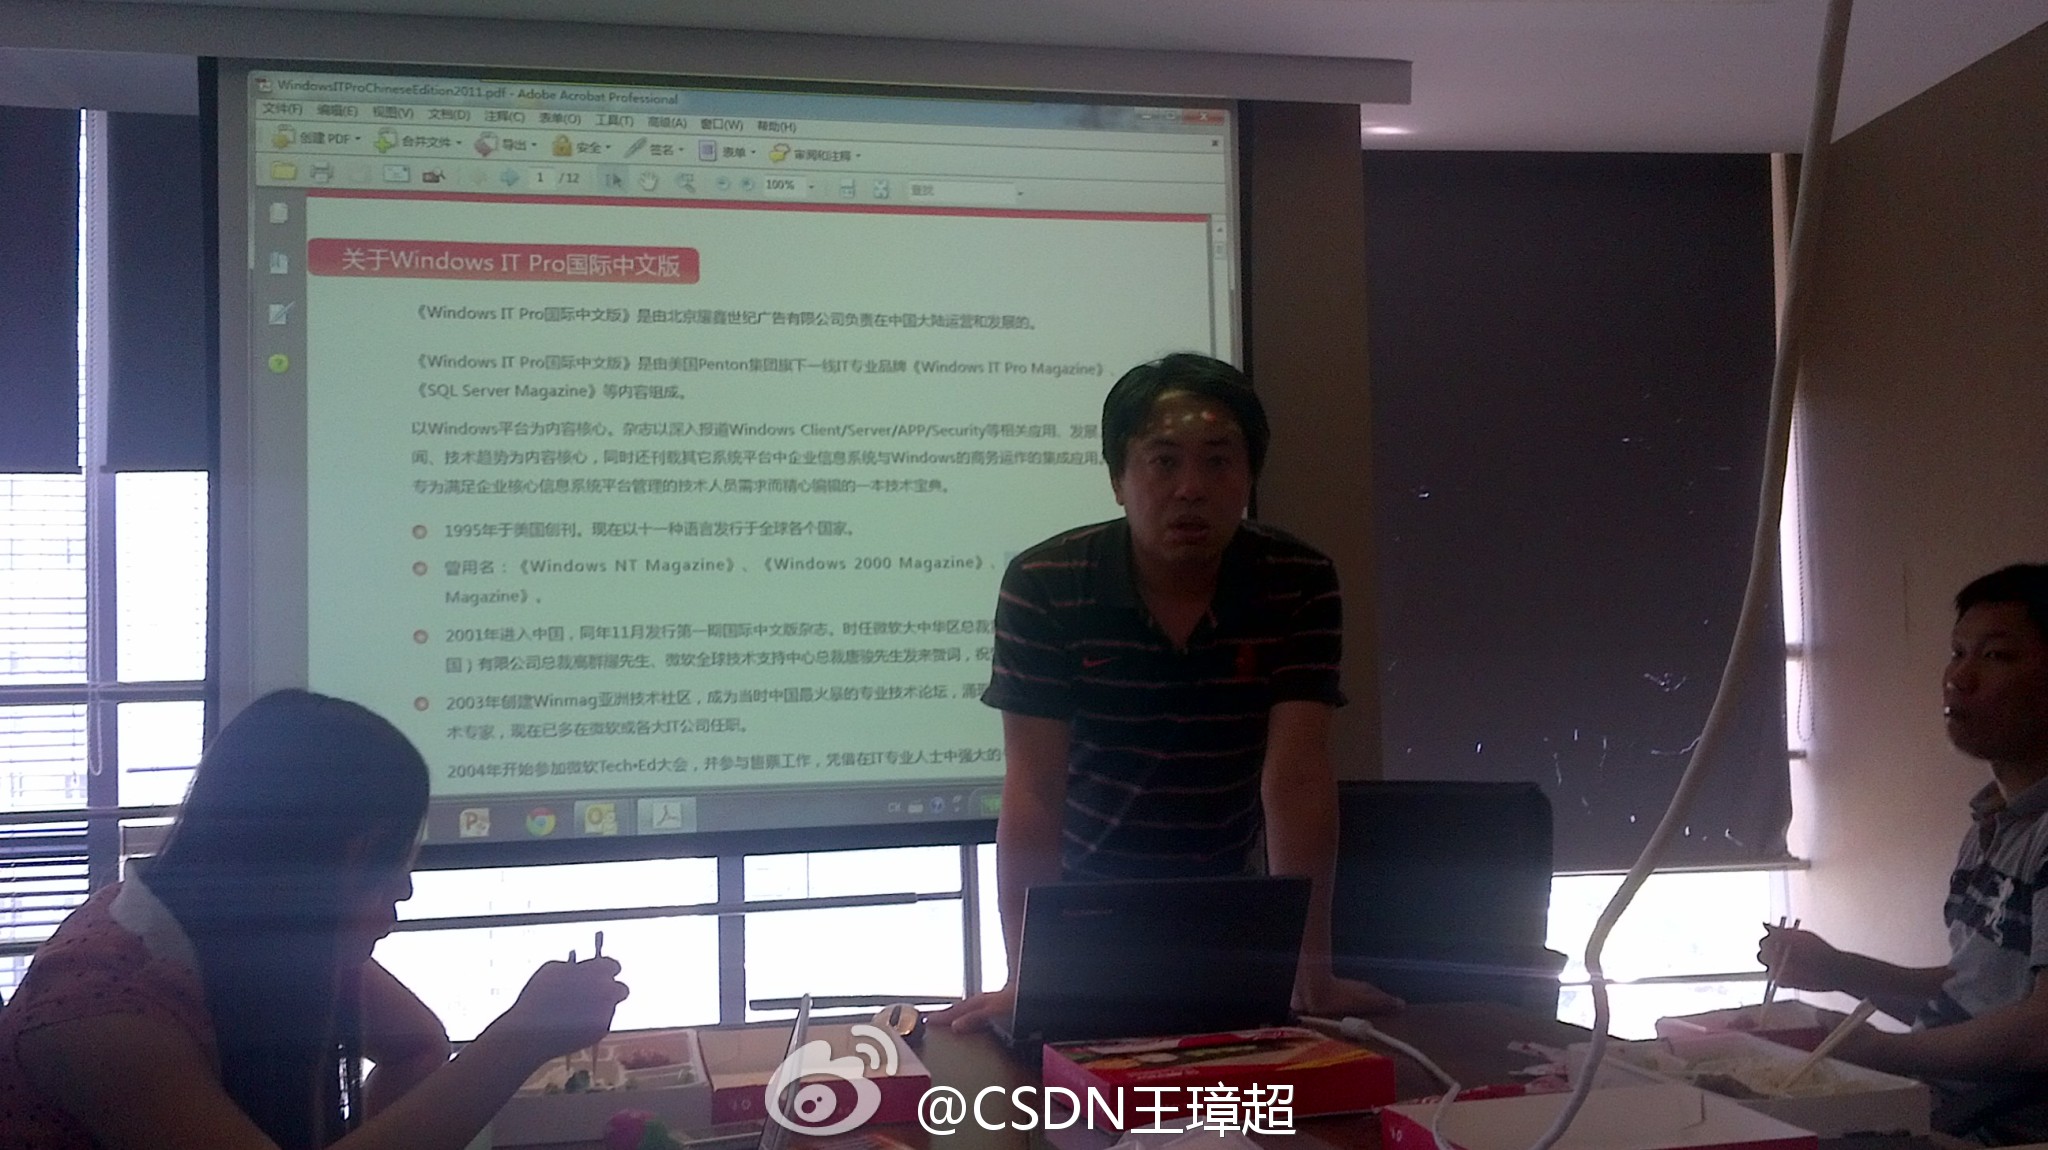 WindowsITProChineseEdition2011.pdf - Adobe Acrobat Professional
文件(F) 编辑(E) 视图(V) 文档(D) 注释(C) 表单(O) 工具(T) 高级(A) 窗口(W) 帮助(H)
创建 PDF 合并文件 导出 安全 签名 表单 审阅和注释
1 /12 100% 查找
关于Windows IT Pro国际中文版
《Windows IT Pro国际中文版》是由北京耀鑫世纪广告有限公司负责在中国大陆运营和发展的。
《Windows IT Pro国际中文版》是由美国Penton集团旗下一线IT专业品牌《Windows IT Pro Magazine》、
《SQL Server Magazine》等内容组成。
以Windows平台为内容核心。杂志以深入报道Windows Client/Server/APP/Security等相关应用、发展
闻、技术趋势为内容核心，同时还刊载其它系统平台中企业信息系统与Windows的商务运作的集成应用。
专为满足企业核心信息系统平台管理的技术人员需求而精心编辑的一本技术宝典。
1995年于美国创刊。现在以十一种语言发行于全球各个国家。
曾用名：《Windows NT Magazine》、《Windows 2000 Magazine》、
Magazine》。
2001年进入中国，同年11月发行第一期国际中文版杂志。时任微软大中华区总裁
国）有限公司总裁高群耀先生、微软全球技术支持中心总裁唐骏先生发来贺词，祝
2003年创建Winmag亚洲技术社区，成为当时中国最火暴的专业技术论坛，涌
术专家，现在已多在微软或各大IT公司任职。
2004年开始参加微软Tech•Ed大会，并参与售票工作，凭借在IT专业人士中强大的
CH
@CSDN王璋超